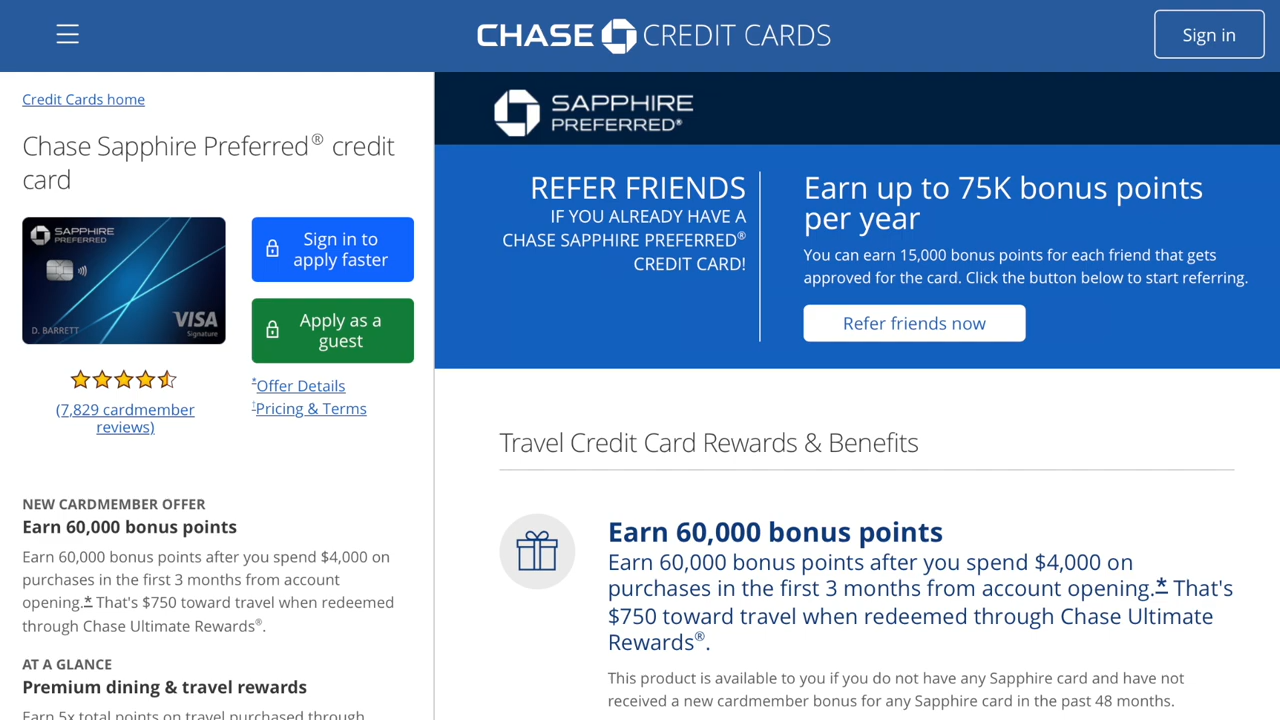 CHASE CREDIT CARDS
Sign in
Credit Cards home
Chase Sapphire Preferred® credit
card
SAPPHIRE
PREFERRED
D. BARRETT
VISA
Signature
Sign in to
apply faster
Apply as a
guest
*Offer Details
†Pricing & Terms
(7,829 cardmember
reviews)
NEW CARDMEMBER OFFER
Earn 60,000 bonus points
Earn 60,000 bonus points after you spend $4,000 on
purchases in the first 3 months from account
opening.* That's $750 toward travel when redeemed
through Chase Ultimate Rewards®.
AT A GLANCE
Premium dining & travel rewards
Earn 5x total points on travel purchased through
SAPPHIRE
PREFERRED®
REFER FRIENDS
IF YOU ALREADY HAVE A
CHASE SAPPHIRE PREFERRED®
CREDIT CARD!
Earn up to 75K bonus points
per year
You can earn 15,000 bonus points for each friend that gets
approved for the card. Click the button below to start referring.
Refer friends now
Travel Credit Card Rewards & Benefits
Earn 60,000 bonus points
Earn 60,000 bonus points after you spend $4,000 on
purchases in the first 3 months from account opening.* That's
$750 toward travel when redeemed through Chase Ultimate
Rewards®.
This product is available to you if you do not have any Sapphire card and have not
received a new cardmember bonus for any Sapphire card in the past 48 months.